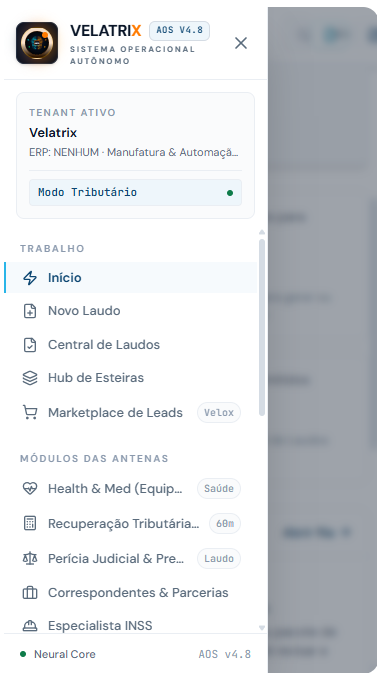 VELATRIX AOS V4.8
SISTEMA OPERACIONAL
AUTÔNOMO
TENANT ATIVO
Velatrix
ERP: NENHUM · Manufatura & Automaçã...
Modo Tributário
TRABALHO
Início
Novo Laudo
Central de Laudos
Hub de Esteiras
Marketplace de Leads Velox
MÓDULOS DAS ANTENAS
Health & Med (Equip... Saúde
Recuperação Tributária... 60m
Perícia Judicial & Pre... Laudo
Correspondentes & Parcerias
Especialista INSS
Neural Core AOS v4.8